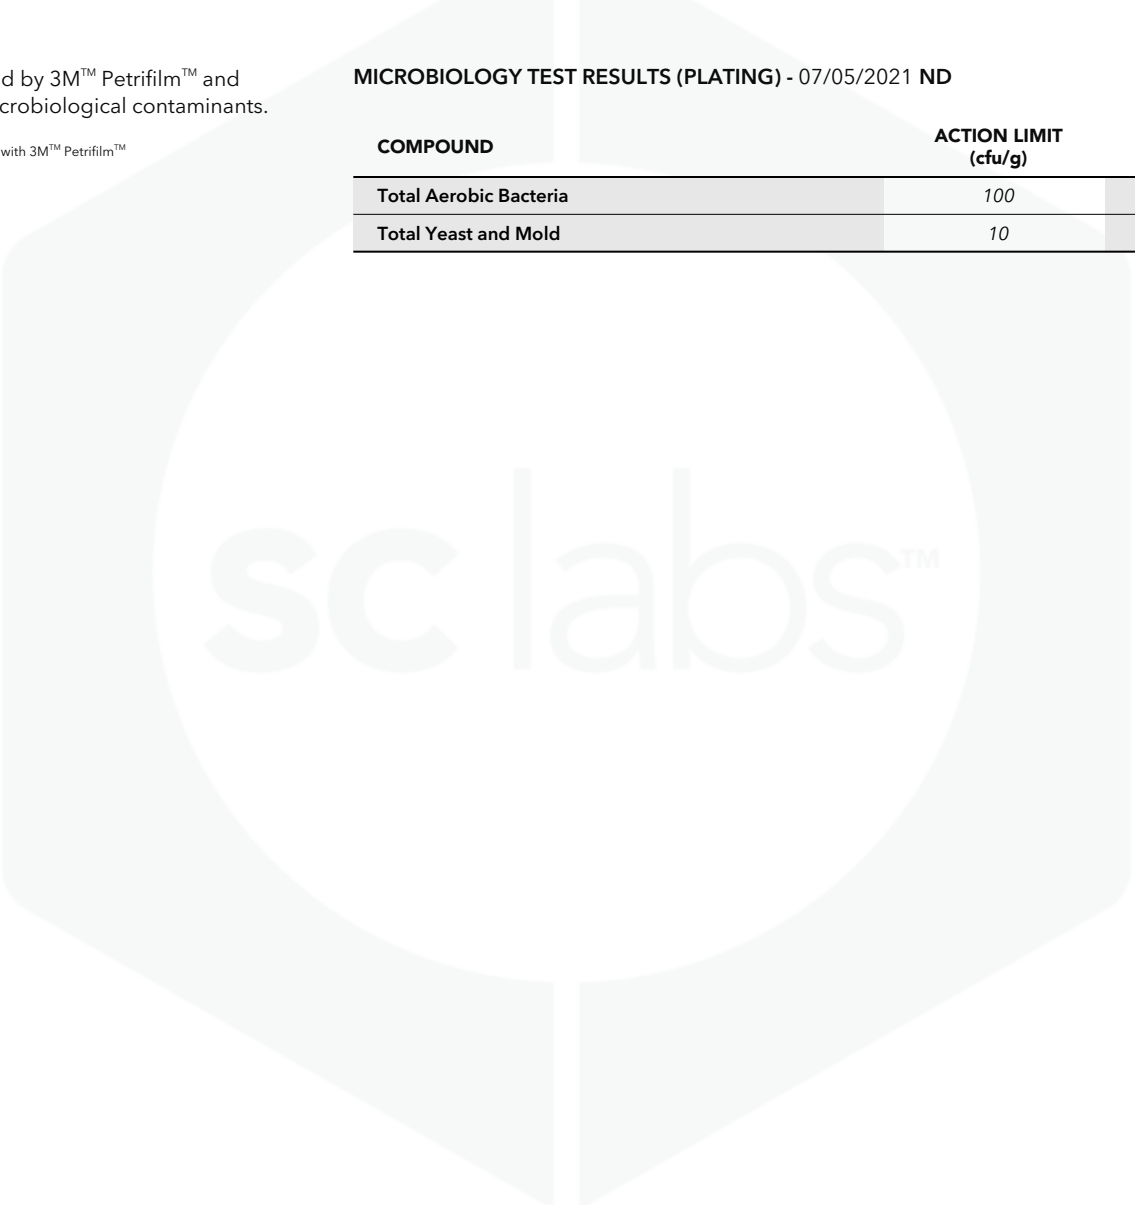 d by 3M™ Petrifilm™ and
crobiological contaminants.
with 3M™ Petrifilm™
MICROBIOLOGY TEST RESULTS (PLATING) - 07/05/2021 ND
COMPOUND
ACTION LIMIT
(cfu/g)
Total Aerobic Bacteria 100
Total Yeast and Mold 10
sc labs™